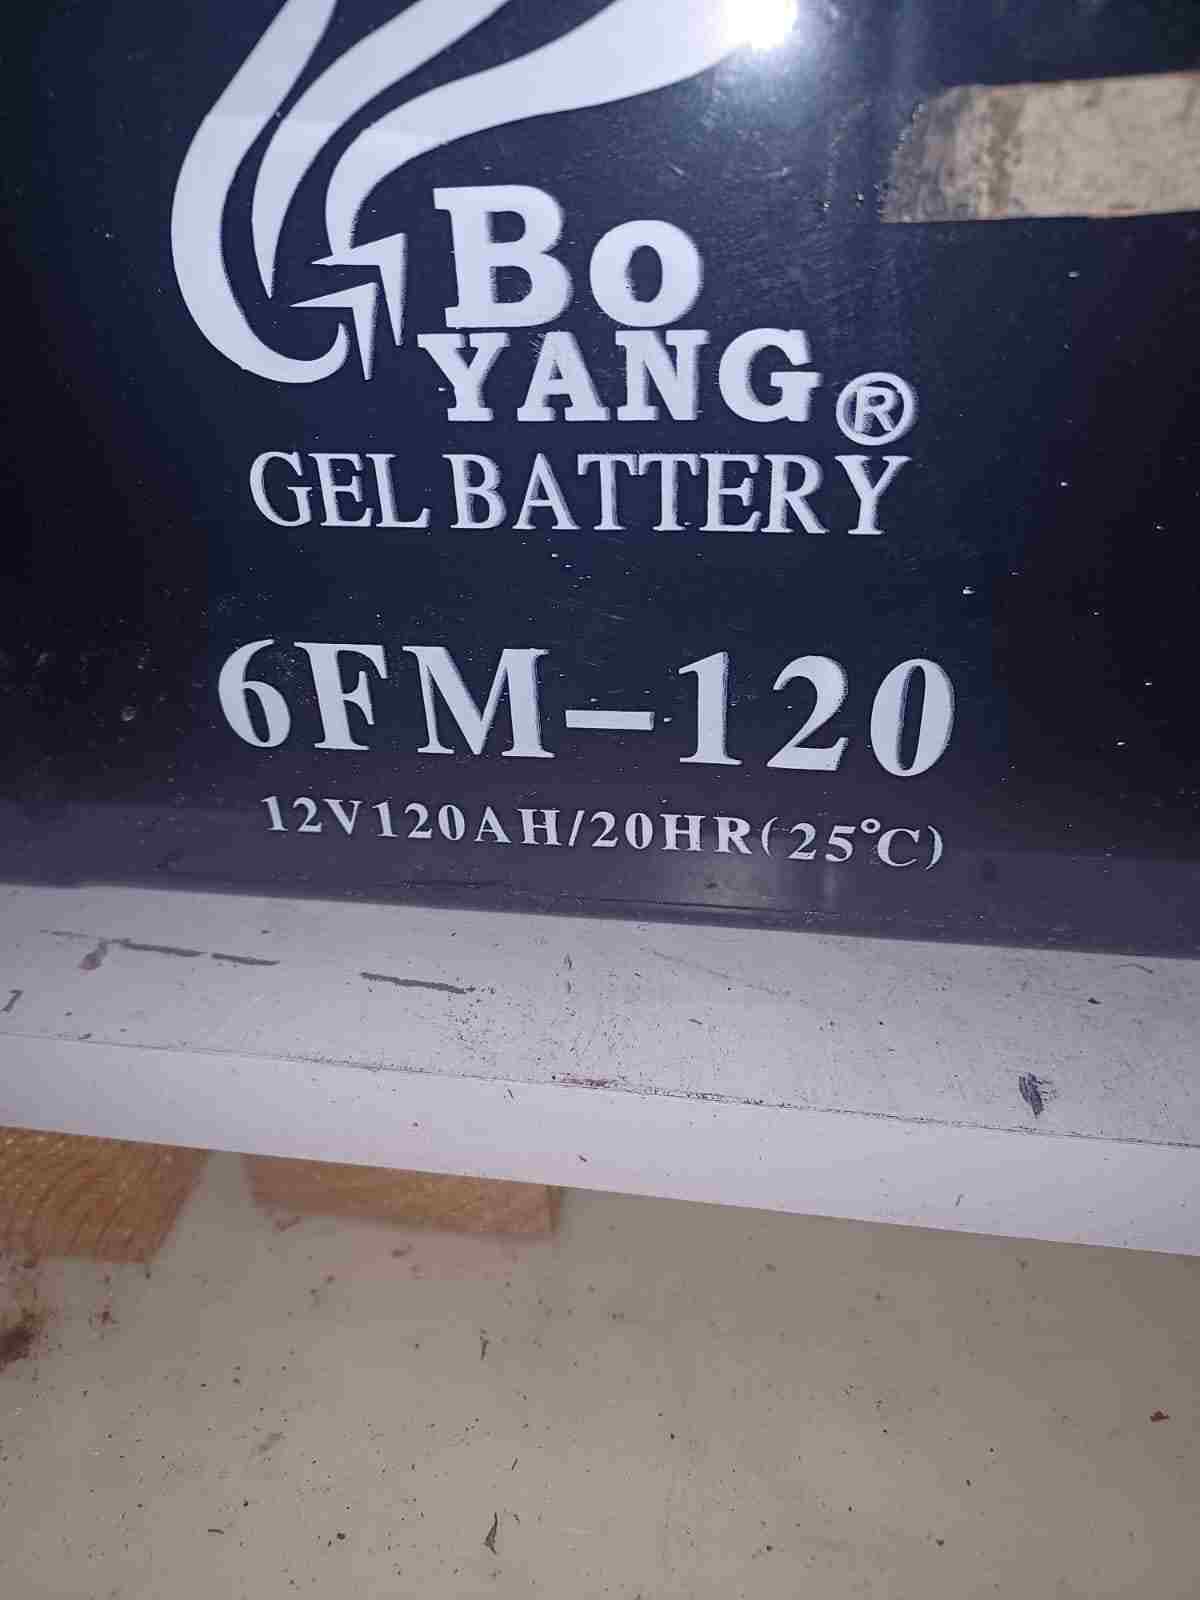 Bo
YANG®
GEL BATTERY
6FM-120
12V120AH/20HR(25℃)